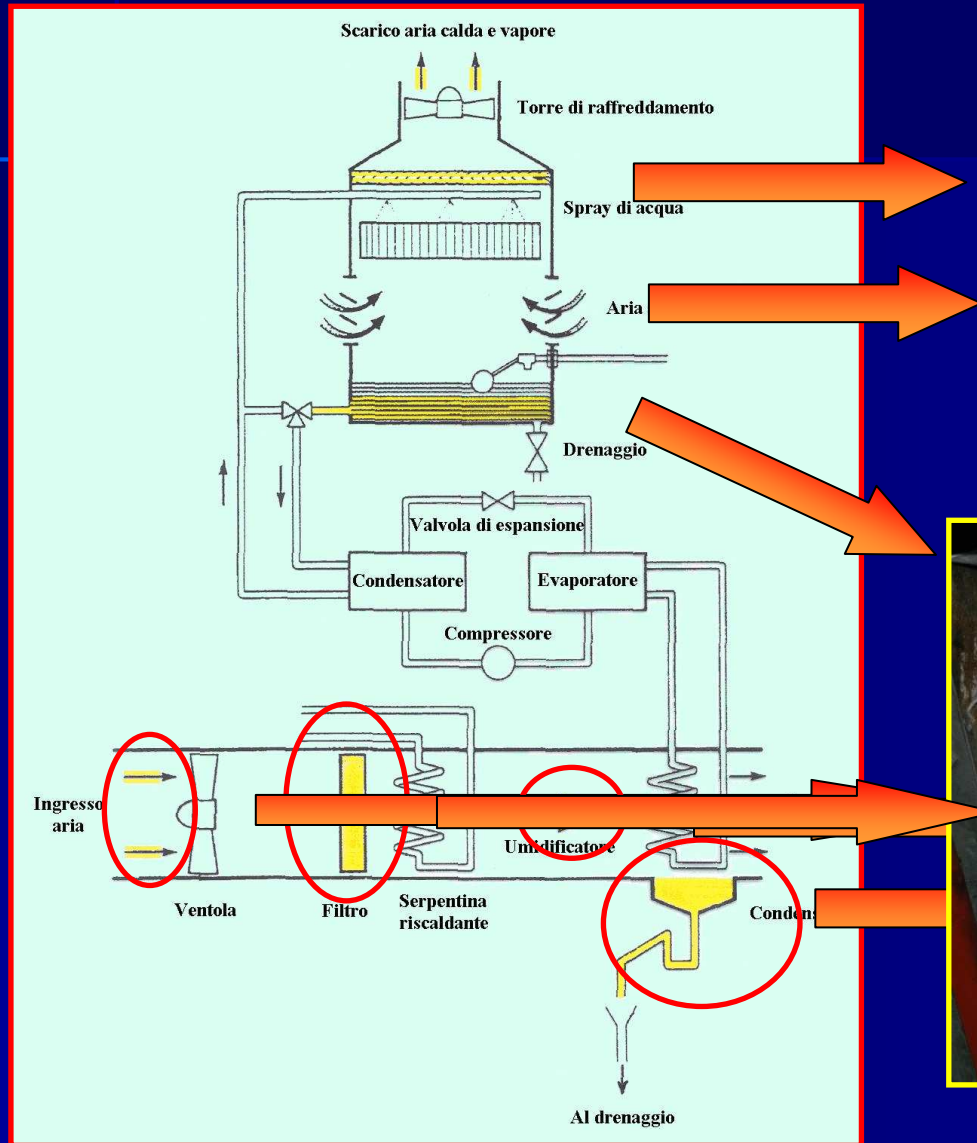 Scarico aria calda e vapore
Torre di raffreddamento
Spray di acqua
Aria
Drenaggio
Valvola di espansione
Condensatore
Evaporatore
Compressore
Ingresso
aria
Umidificatore
Ventola
Filtro
Serpentina
riscaldante
Al drenaggio